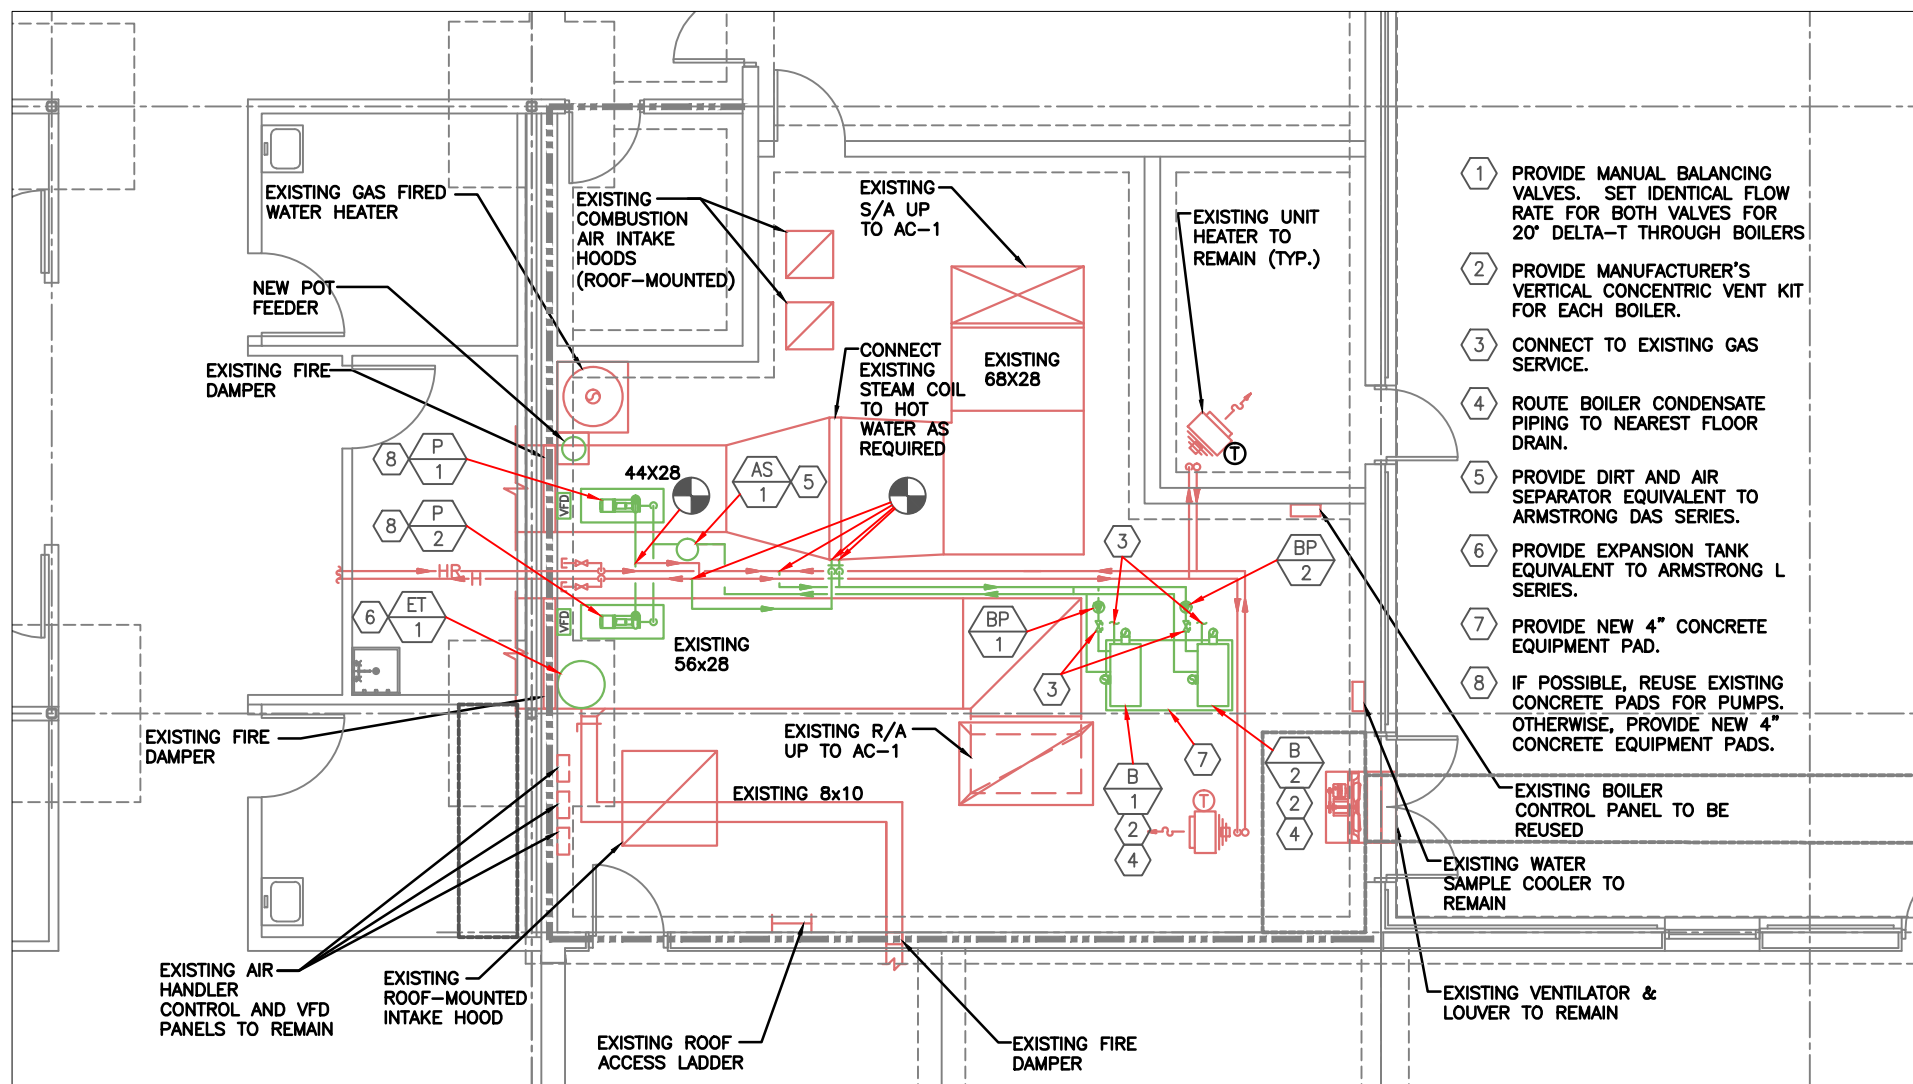 EXISTING GAS FIRED
WATER HEATER
NEW POT
FEEDER
EXISTING FIRE
DAMPER
EXISTING
COMBUSTION
AIR INTAKE
HOODS
(ROOF-MOUNTED)
EXISTING
S/A UP
TO AC-1
EXISTING UNIT
HEATER TO
REMAIN (TYP.)
CONNECT
EXISTING
STEAM COIL
TO HOT
WATER AS
REQUIRED
EXISTING
68X28
44X28
8
P
1
8
P
2
AS
1
5
VFD
VFD
HR
H
6
ET
1
EXISTING
56x28
3
BP
2
BP
1
3
T
EXISTING FIRE
DAMPER
EXISTING R/A
UP TO AC-1
EXISTING 8x10
7
B
1
2
4
B
2
2
4
T
EXISTING AIR
HANDLER
CONTROL AND VFD
PANELS TO REMAIN
EXISTING
ROOF-MOUNTED
INTAKE HOOD
EXISTING ROOF
ACCESS LADDER
EXISTING FIRE
DAMPER
1 PROVIDE MANUAL BALANCING
VALVES. SET IDENTICAL FLOW
RATE FOR BOTH VALVES FOR
20° DELTA-T THROUGH BOILERS
2 PROVIDE MANUFACTURER'S
VERTICAL CONCENTRIC VENT KIT
FOR EACH BOILER.
3 CONNECT TO EXISTING GAS
SERVICE.
4 ROUTE BOILER CONDENSATE
PIPING TO NEAREST FLOOR
DRAIN.
5 PROVIDE DIRT AND AIR
SEPARATOR EQUIVALENT TO
ARMSTRONG DAS SERIES.
6 PROVIDE EXPANSION TANK
EQUIVALENT TO ARMSTRONG L
SERIES.
7 PROVIDE NEW 4" CONCRETE
EQUIPMENT PAD.
8 IF POSSIBLE, REUSE EXISTING
CONCRETE PADS FOR PUMPS.
OTHERWISE, PROVIDE NEW 4"
CONCRETE EQUIPMENT PADS.
EXISTING BOILER
CONTROL PANEL TO BE
REUSED
EXISTING WATER
SAMPLE COOLER TO
REMAIN
EXISTING VENTILATOR &
LOUVER TO REMAIN